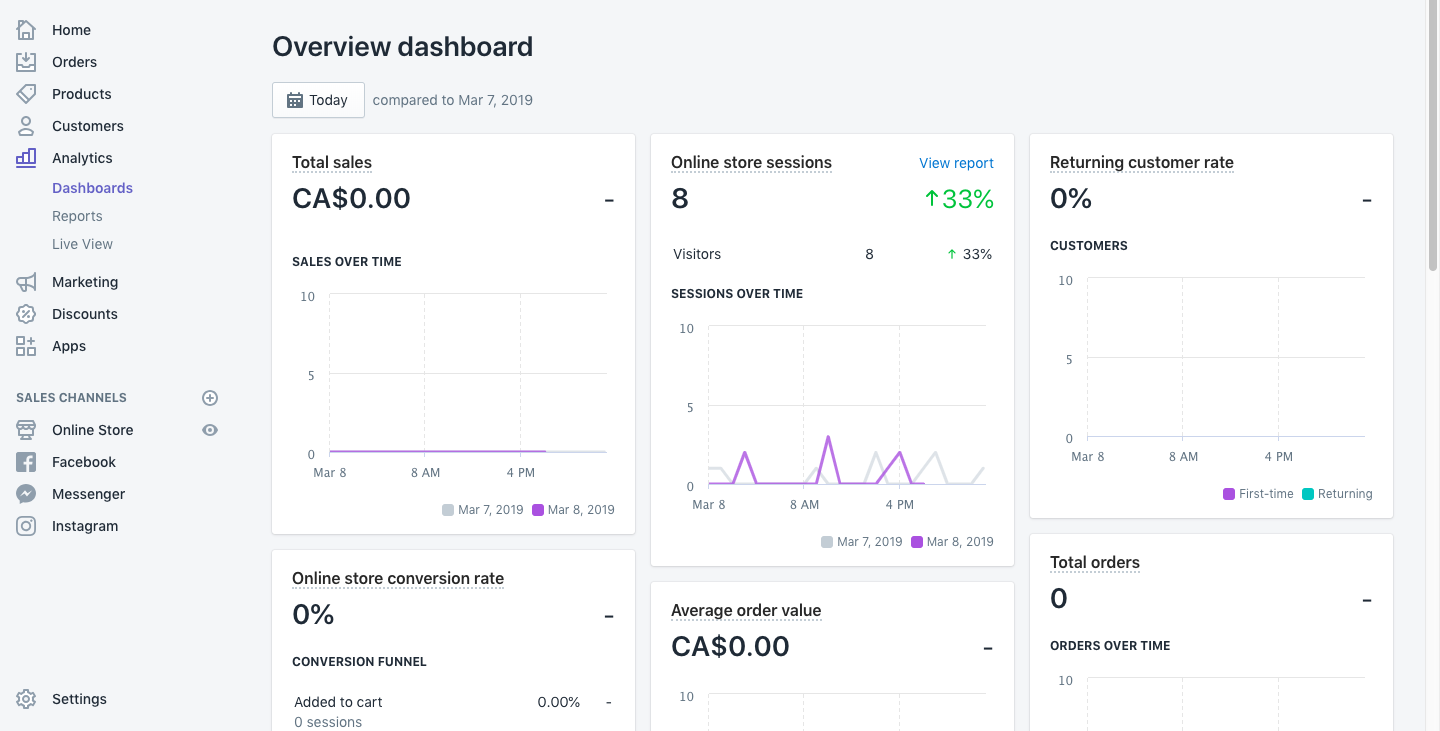 Home
Orders
Products
Customers
Analytics
Dashboards
Reports
Live View
Marketing
Discounts
Apps
SALES CHANNELS
Online Store
Facebook
Messenger
Instagram
Settings
Overview dashboard
Today compared to Mar 7, 2019
Total sales
CA$0.00 -
SALES OVER TIME
10
5
0
Mar 8 8 AM 4 PM
Mar 7, 2019 Mar 8, 2019
Online store conversion rate
0% -
CONVERSION FUNNEL
Added to cart 0.00% -
0 sessions
Online store sessions View report
8 ↑33%
Visitors 8 ↑ 33%
SESSIONS OVER TIME
10
5
0
Mar 8 8 AM 4 PM
Mar 7, 2019 Mar 8, 2019
Average order value
CA$0.00 -
10
Returning customer rate
0% -
CUSTOMERS
10
5
0
Mar 8 8 AM 4 PM
First-time Returning
Total orders
0 -
ORDERS OVER TIME
10